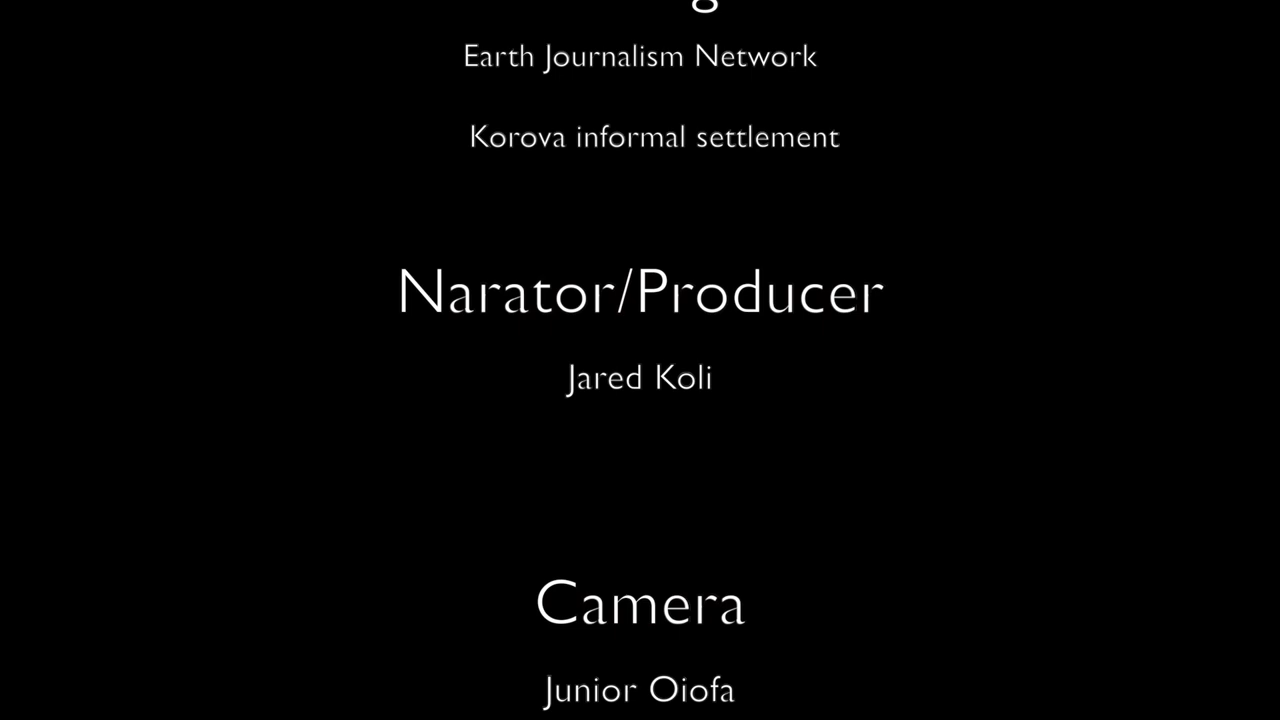 Earth Journalism Network
Korova informal settlement
Narator/Producer
Jared Koli
Camera
Junior Oiofa